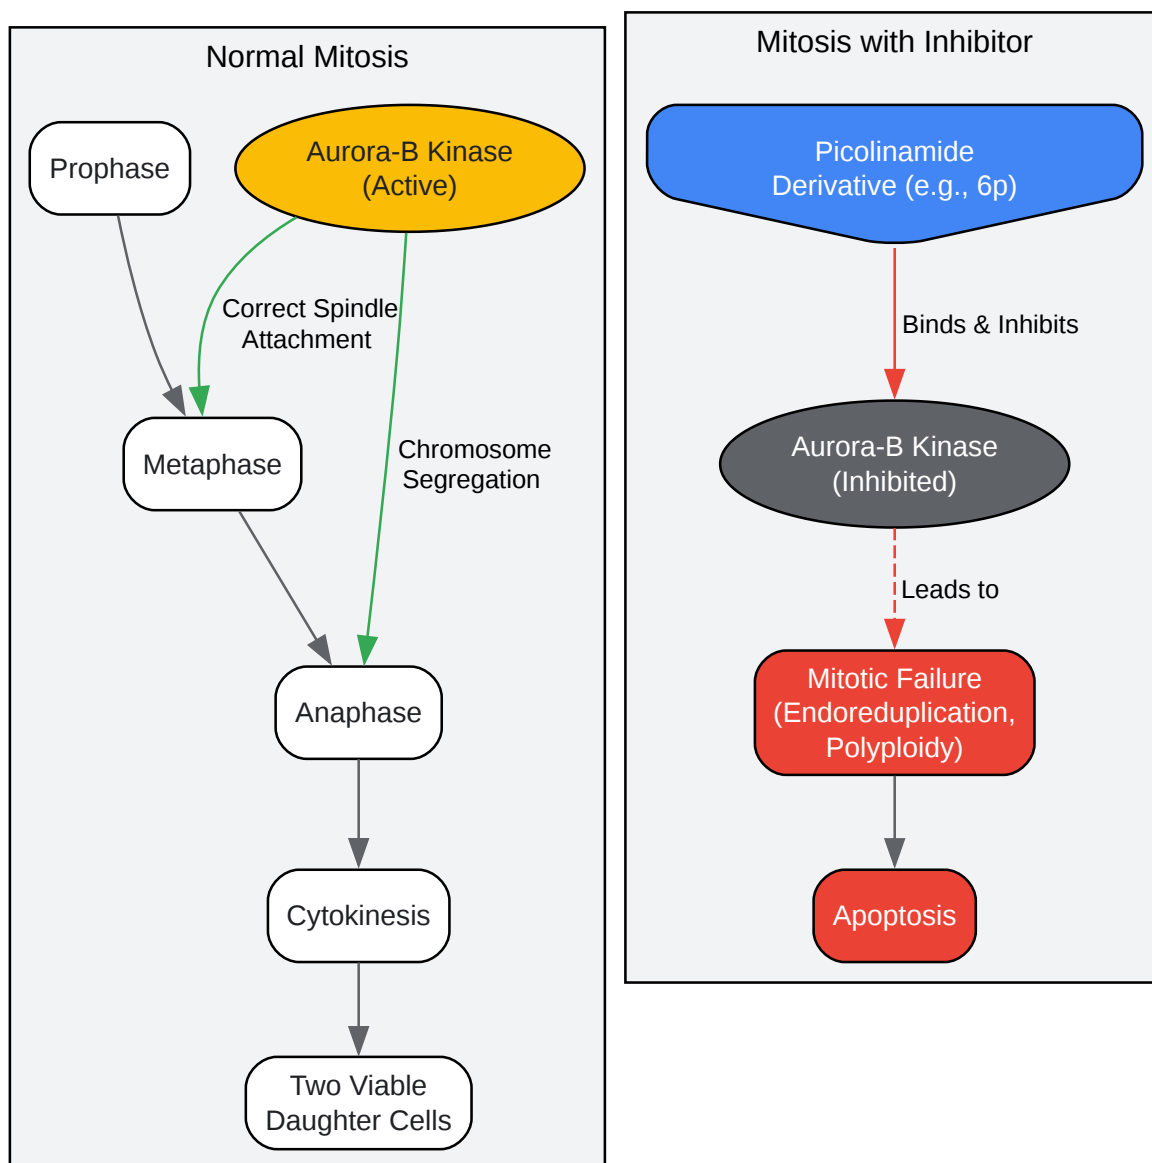 Normal Mitosis
Prophase
Aurora-B Kinase
(Active)
Correct Spindle
Attachment
Metaphase
Chromosome
Segregation
Anaphase
Cytokinesis
Two Viable
Daughter Cells
Mitosis with Inhibitor
Picolinamide
Derivative (e.g., 6p)
Binds & Inhibits
Aurora-B Kinase
(Inhibited)
Leads to
Mitotic Failure
(Endoreduplication,
Polyploidy)
Apoptosis